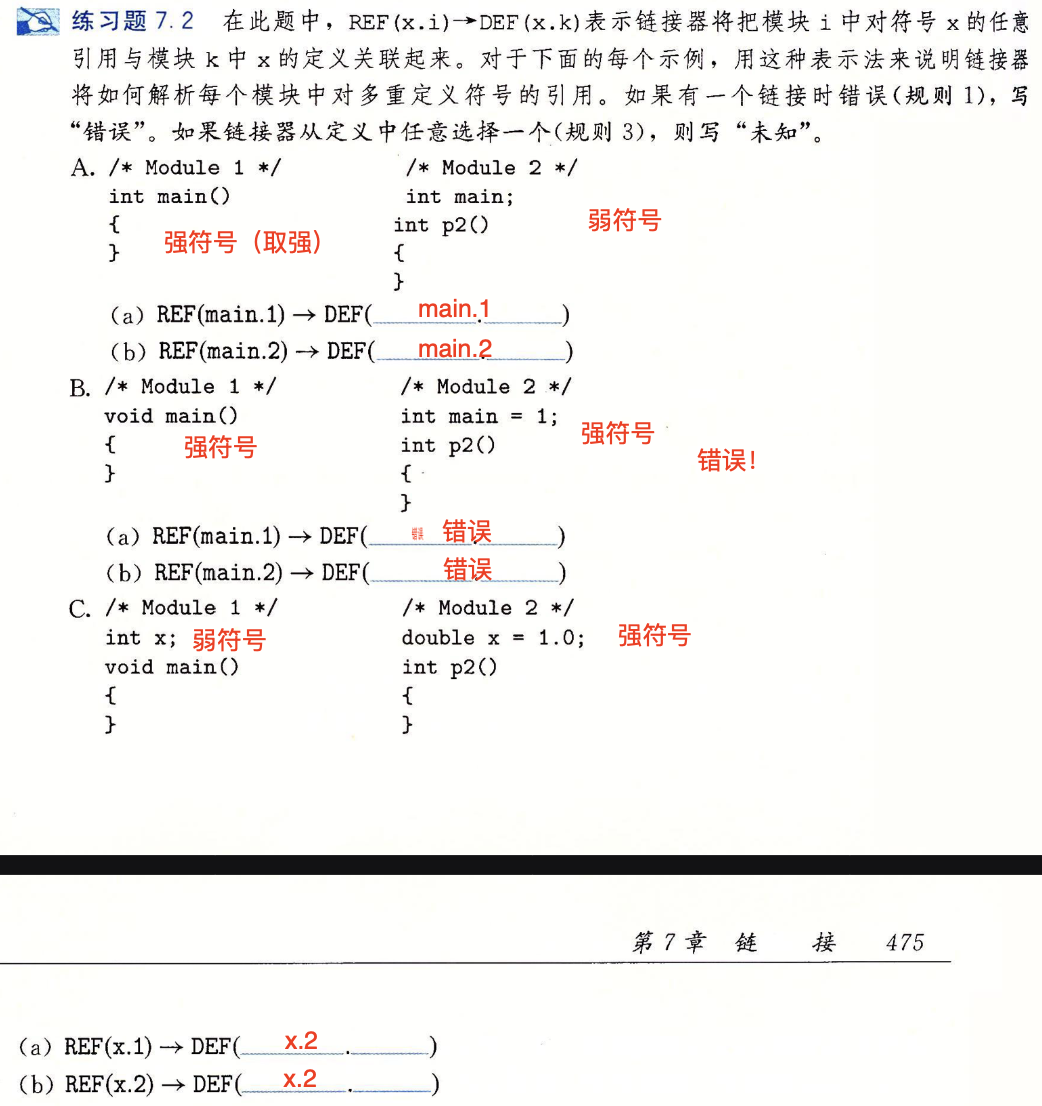 练习题 7.2 在此题中，REF(x.i)→DEF(x.k)表示链接器将把模块 i 中对符号 x 的任意
引用与模块 k 中 x 的定义关联起来。对于下面的每个示例，用这种表示法来说明链接器
将如何解析每个模块中对多重定义符号的引用。如果有一个链接时错误(规则 1)，写
“错误”。如果链接器从定义中任意选择一个(规则 3)，则写“未知”。
A. /* Module 1 */ /* Module 2 */
int main() int main;
{ int p2() 弱符号
} 强符号（取强） {
}
(a) REF(main.1) → DEF( main.1 . )
(b) REF(main.2) → DEF( main.2 . )
B. /* Module 1 */ /* Module 2 */
void main() int main = 1;
{ 强符号 int p2() 强符号
} { 错误！
}
(a) REF(main.1) → DEF( 错误 错误 . )
(b) REF(main.2) → DEF( 错误 . )
C. /* Module 1 */ /* Module 2 */
int x; 弱符号 double x = 1.0; 强符号
void main() int p2()
{ {
} }
第 7 章 链 接 475
(a) REF(x.1) → DEF( x.2 . )
(b) REF(x.2) → DEF( x.2 . )